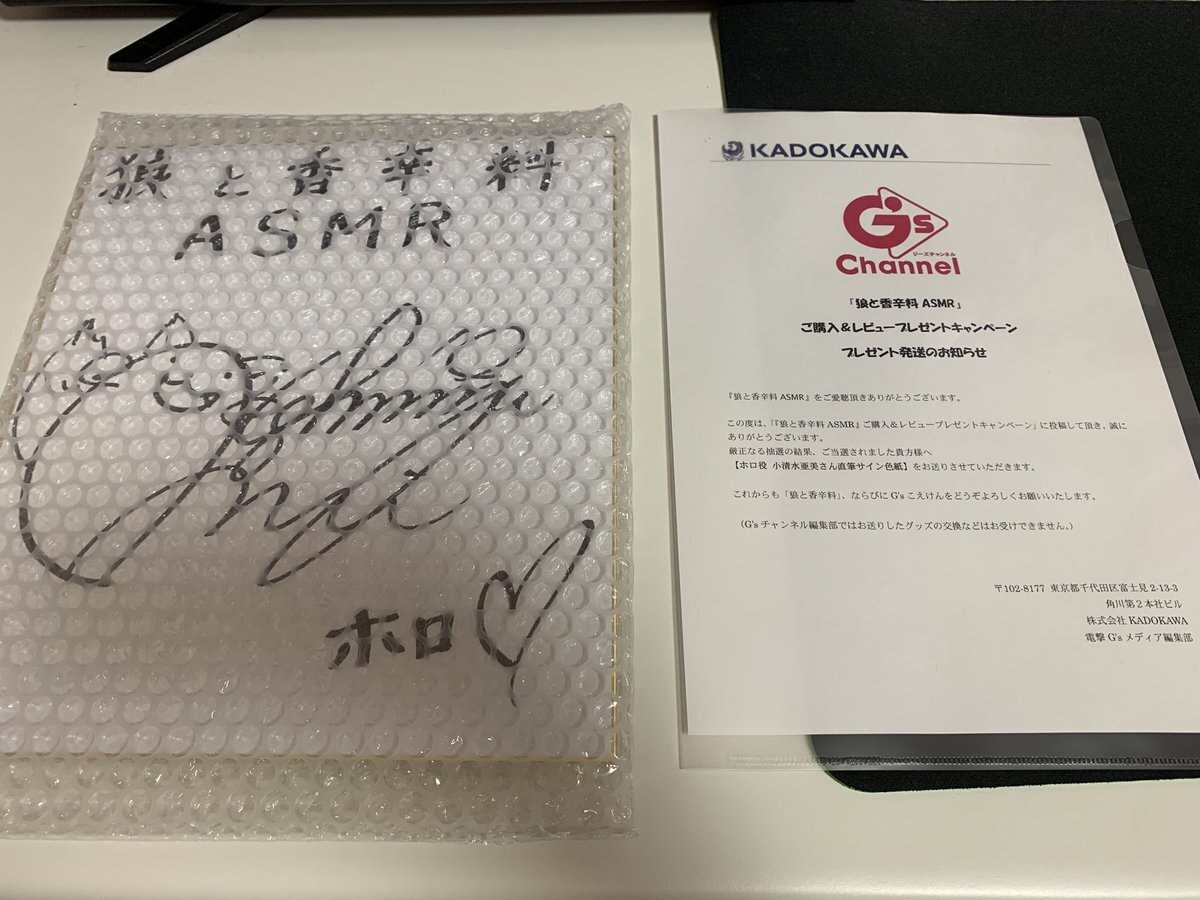 狼と香辛料
ASMR
Koshimizu
Ami
ホロ
KADOKAWA
G's
ジーズチャンネル
Channel
『狼と香辛料 ASMR』
ご購入＆レビュープレゼントキャンペーン
プレゼント発送のお知らせ
『狼と香辛料 ASMR』をご愛聴頂きありがとうございます。
この度は、「『狼と香辛料 ASMR』ご購入＆レビュープレゼントキャンペーン」に投稿して頂き、誠に
ありがとうございます。
厳正なる抽選の結果、ご当選されました貴方様へ
【ホロ役 小清水亜美さん直筆サイン色紙】をお送りさせていただきます。
これからも「狼と香辛料」、ならびに G's こえけんをどうぞよろしくお願いいたします。
（G's チャンネル編集部ではお送りしたグッズの交換などはお受けできません。）
〒102-8177 東京都千代田区富士見 2-13-3
角川第２本社ビル
株式会社 KADOKAWA
電撃 G's メディア編集部